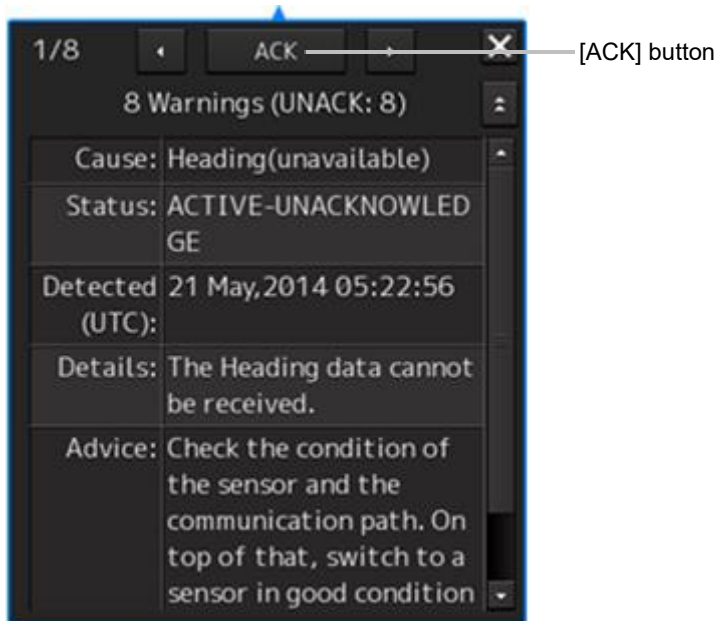 1/8 ACK [ACK] button
8 Warnings (UNACK: 8)
Cause: Heading(unavailable)
Status: ACTIVE-UNACKNOWLED
GE
Detected 21 May,2014 05:22:56
(UTC):
Details: The Heading data cannot
be received.
Advice: Check the condition of
the sensor and the
communication path. On
top of that, switch to a
sensor in good condition